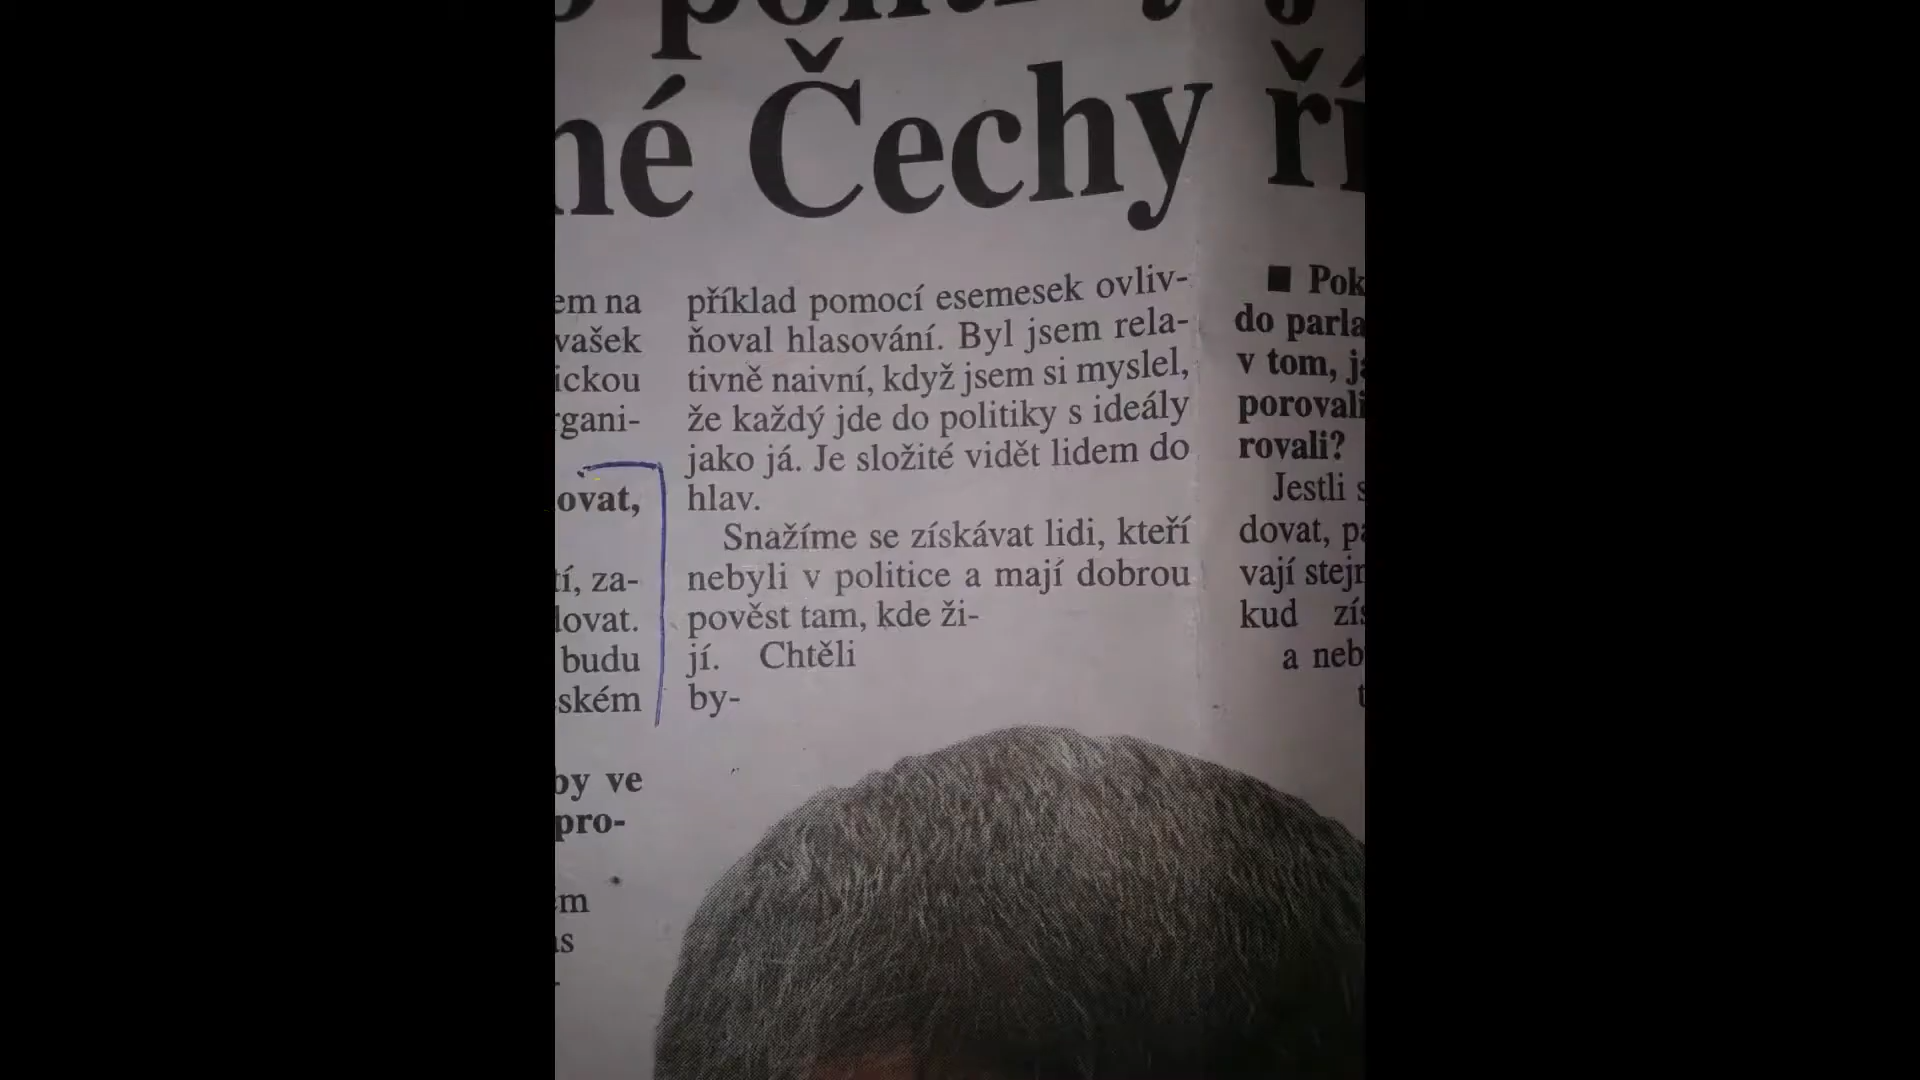 né Čechy ří
em na
vašek
ickou
rgani-
ovat,
tí, za-
lovat.
budu
ském
by ve
pro-
příklad pomocí esemesek ovliv-
ňoval hlasování. Byl jsem rela-
tivně naivní, když jsem si myslel,
že každý jde do politiky s ideály
jako já. Je složité vidět lidem do
hlav.
Snažíme se získávat lidi, kteří
nebyli v politice a mají dobrou
pověst tam, kde ži-
jí. Chtěli
by-
■ Pok
do parla
v tom, j
porovali
rovali?
Jestli s
dovat, p
vají stej
kud zís
a neb
t